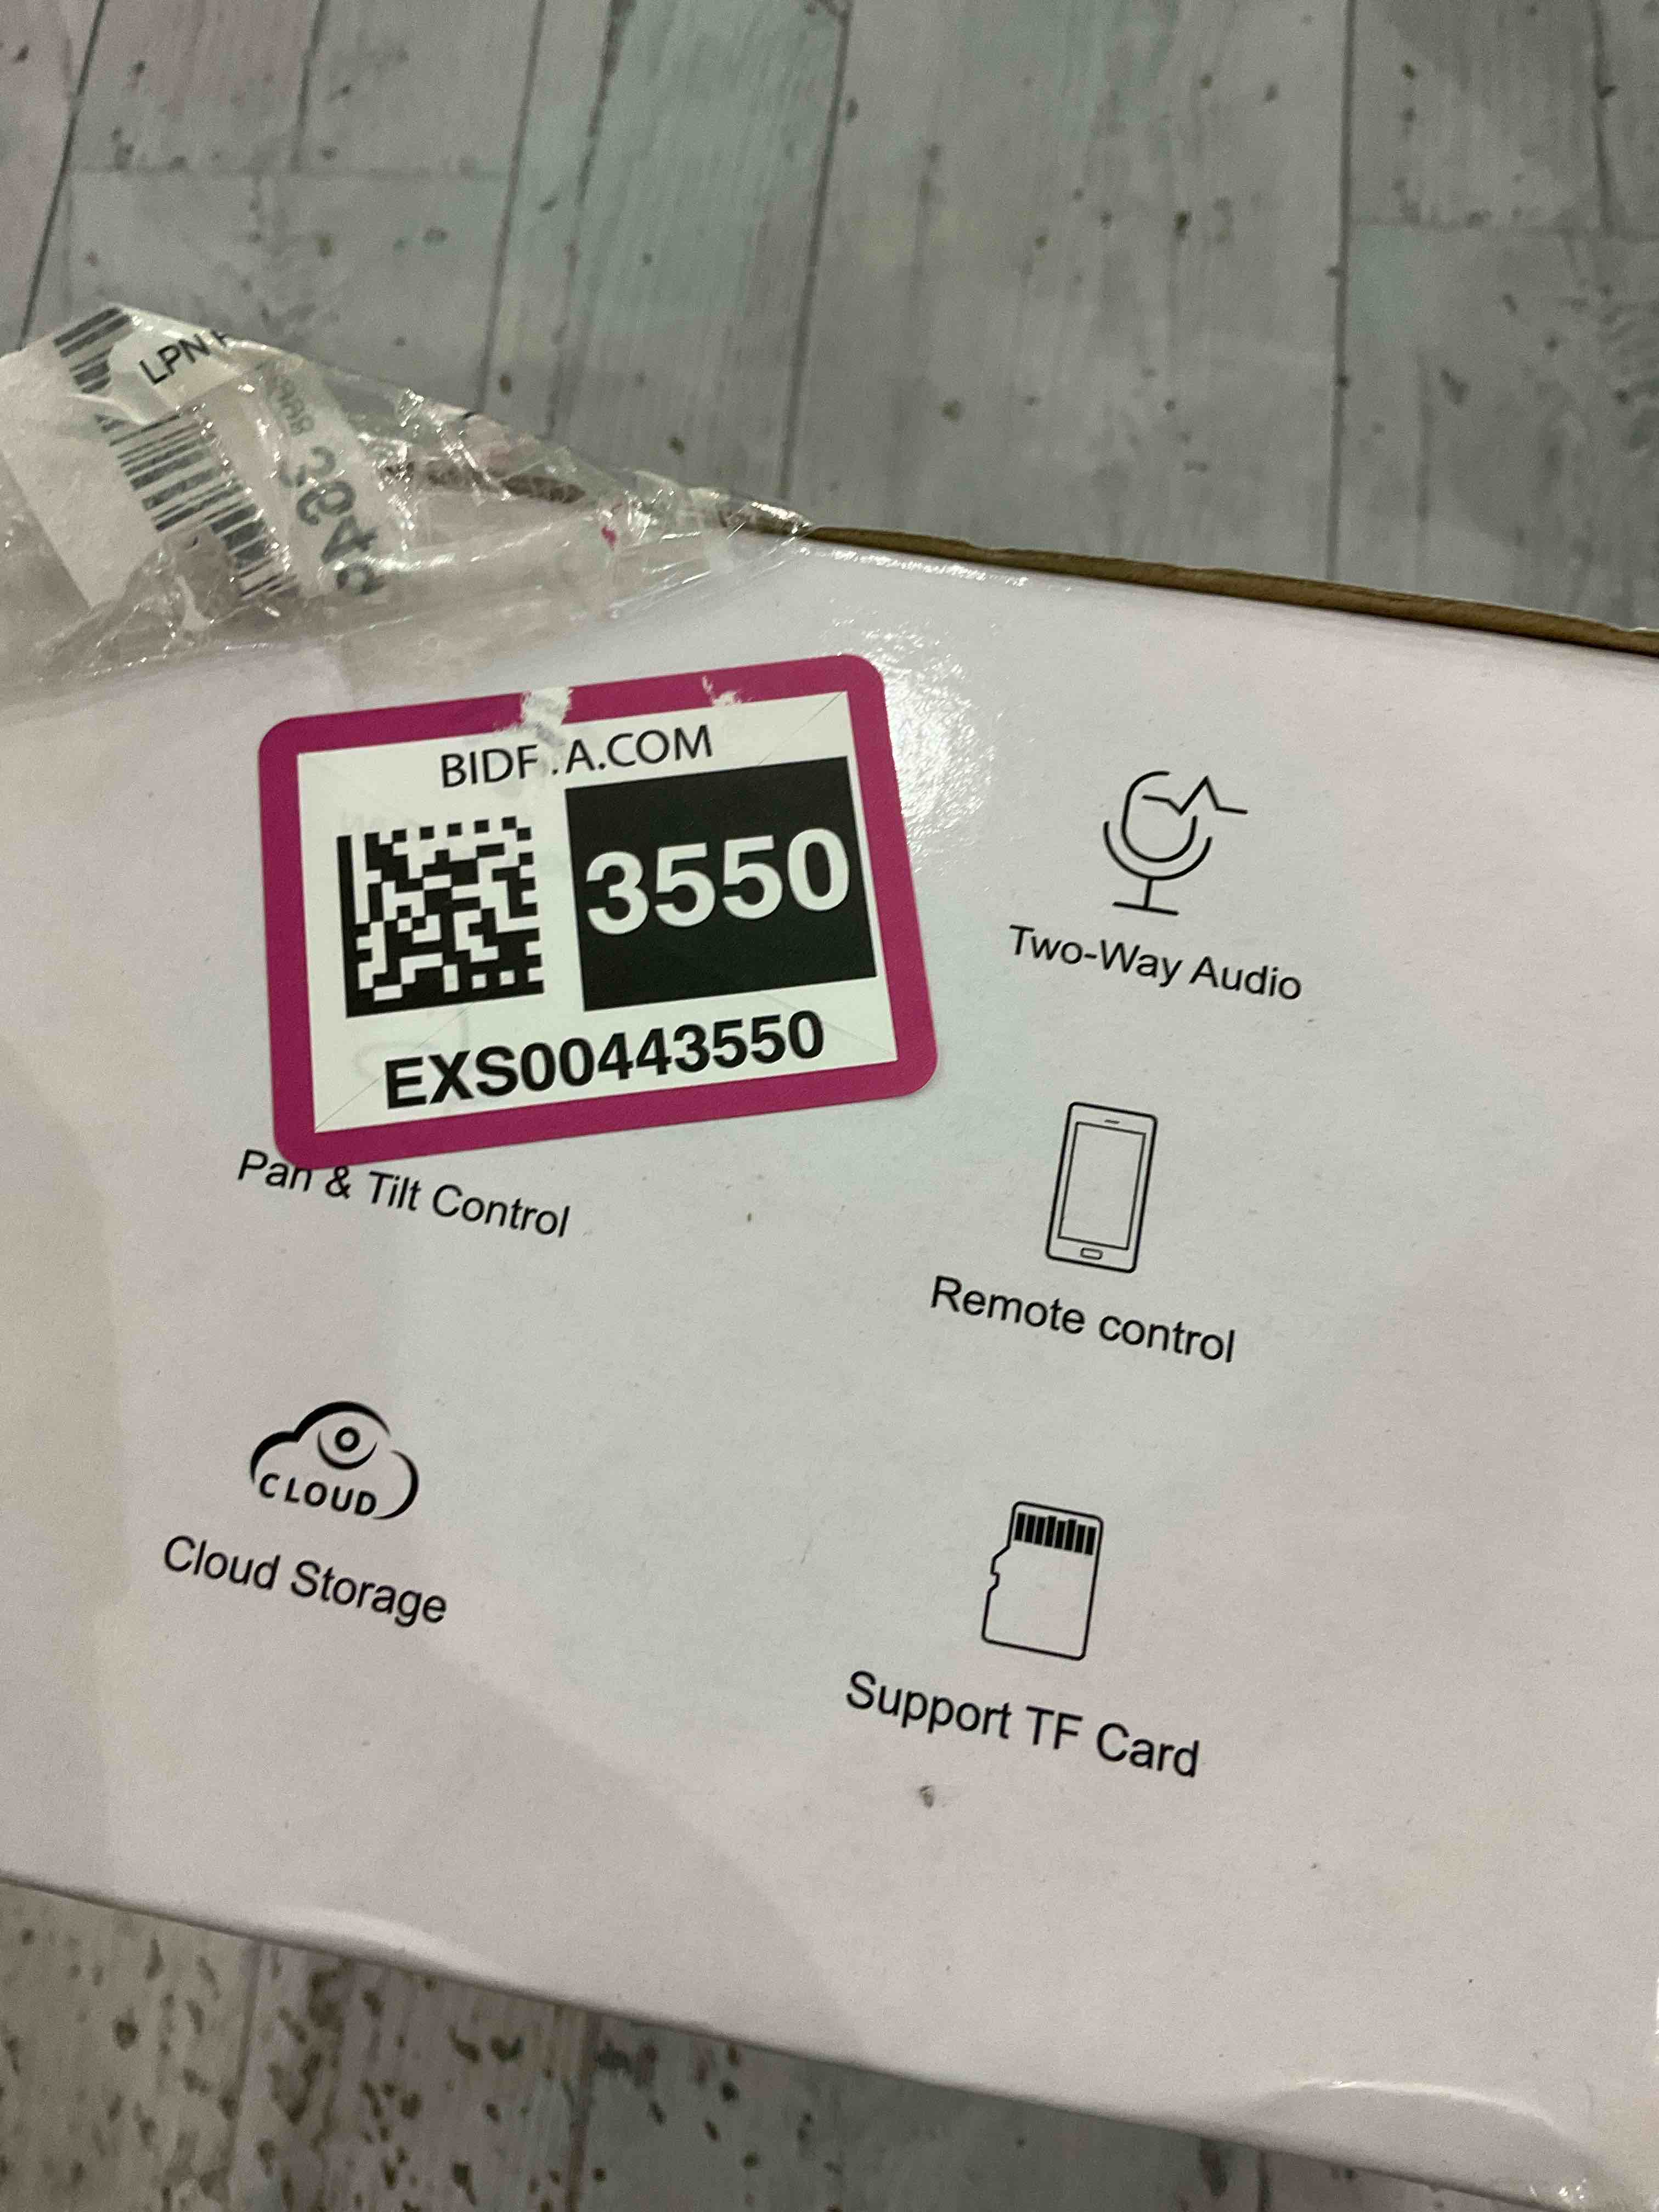 LPN
BIDF.A.COM
3550
EXS00443550
Two-Way Audio
Pan & Tilt Control
Remote control
CLOUD
Cloud Storage
Support TF Card